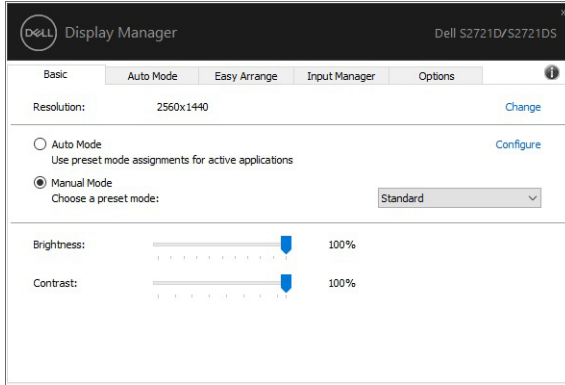 DELL Display Manager
Dell S2721D/S2721DS
Basic Auto Mode Easy Arrange Input Manager Options
Resolution: 2560x1440 Change
Auto Mode Configure
Use preset mode assignments for active applications
Manual Mode
Choose a preset mode: Standard
Brightness: 100%
Contrast: 100%